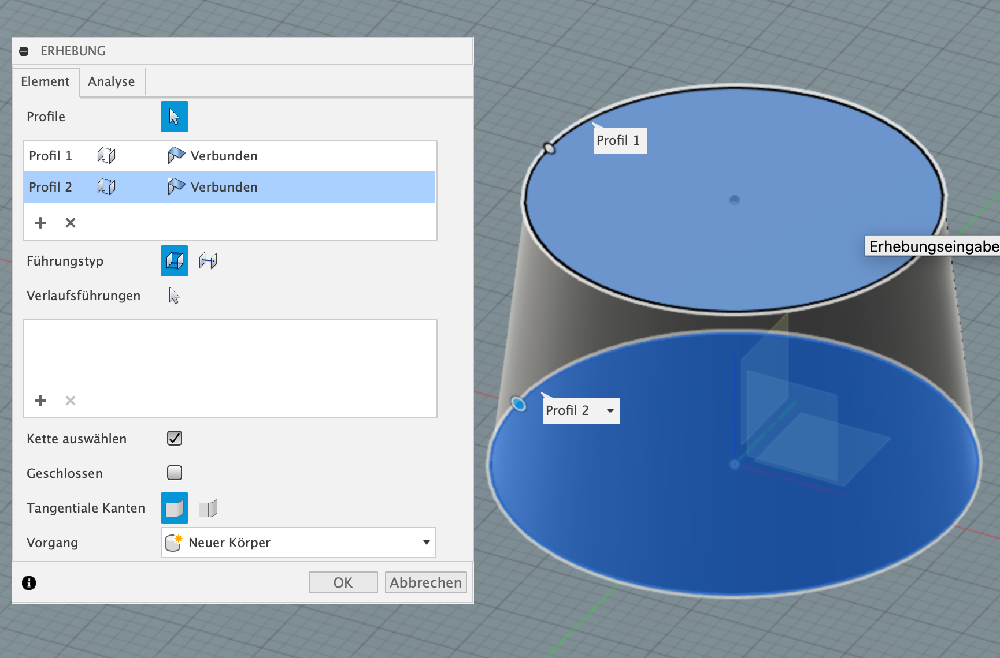 ERHEBUNG
Element Analyse
Profile
Profil 1 Verbunden
Profil 2 Verbunden
Führungstyp
Verlaufsführungen
Kette auswählen
Geschlossen
Tangentiale Kanten
Vorgang Neuer Körper
OK Abbrechen
Profil 1
Erhebungseingabe
Profil 2